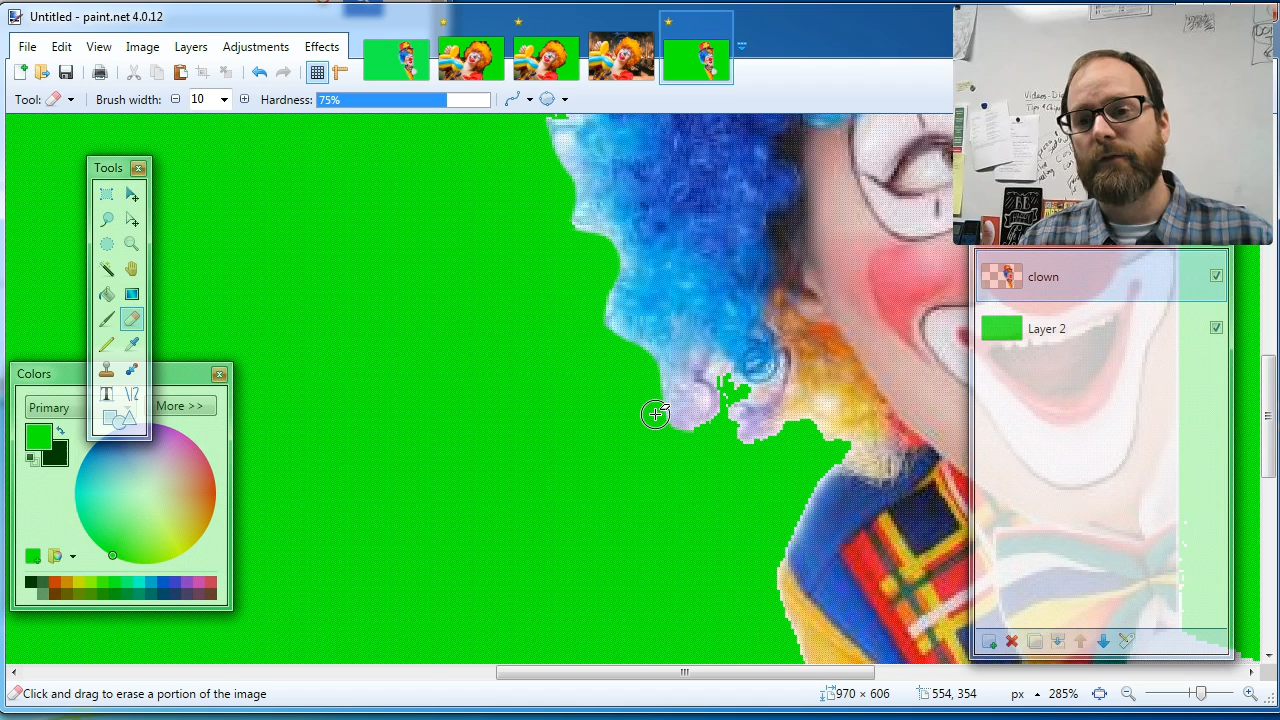 Untitled - paint.net 4.0.12
File Edit View Image Layers Adjustments Effects
Tool: Brush width: 10 Hardness: 75%
Tools
Colors
Primary More >>
clown
Layer 2
Click and drag to erase a portion of the image 970 × 606 554, 354 px 285%